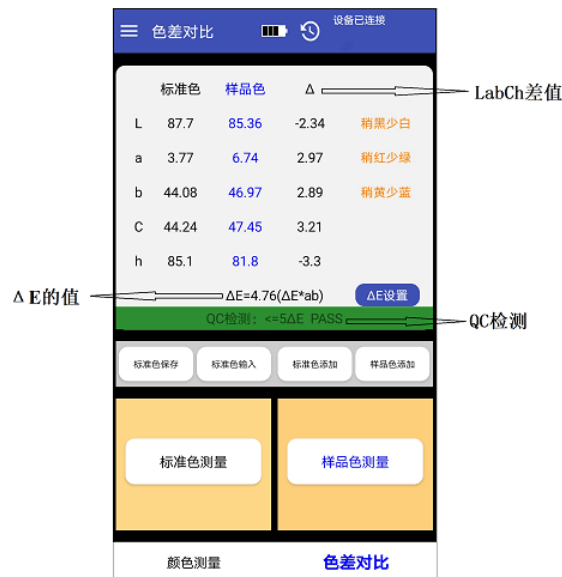 色差对比
设备已连接
标准色 样品色 Δ
LabCh差值
L 87.7 85.36 -2.34 稍黑少白
a 3.77 6.74 2.97 稍红少绿
b 44.08 46.97 2.89 稍黄少蓝
C 44.24 47.45 3.21
h 85.1 81.8 -3.3
ΔE的值
ΔE=4.76(ΔE*ab) ΔE设置
QC检测：<=5ΔE PASS
QC检测
标准色保存 标准色输入 标准色添加 样品色添加
标准色测量 样品色测量
颜色测量 色差对比